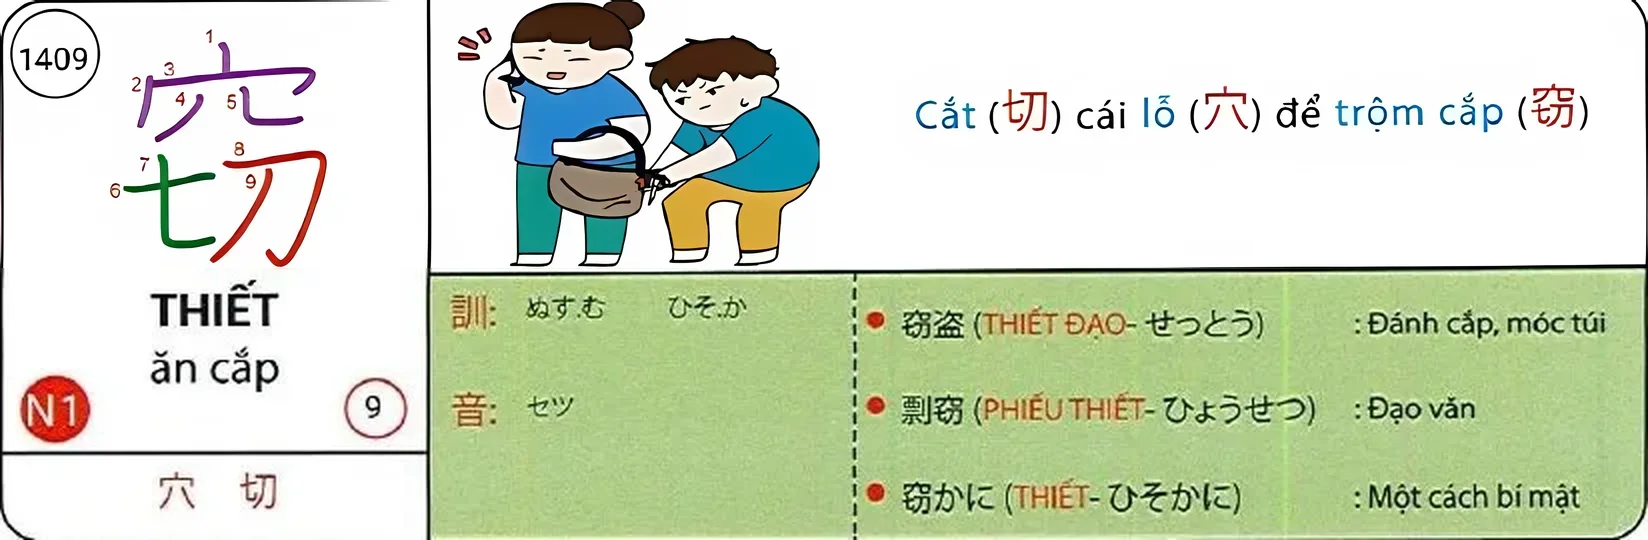 1409
1
2
3
4
5
6
7
8
9
窃
THIẾT
ăn cắp
N1
9
穴 切
Cắt (切) cái lỗ (穴) để trộm cắp (窃)
訓: ぬす.む ひそ.か
音: セツ
● 窃盗 (THIẾT ĐẠO- せっとう) : Đánh cắp, móc túi
● 剽窃 (PHIẾU THIẾT- ひょうせつ) : Đạo văn
● 窃かに (THIẾT- ひそかに) : Một cách bí mật